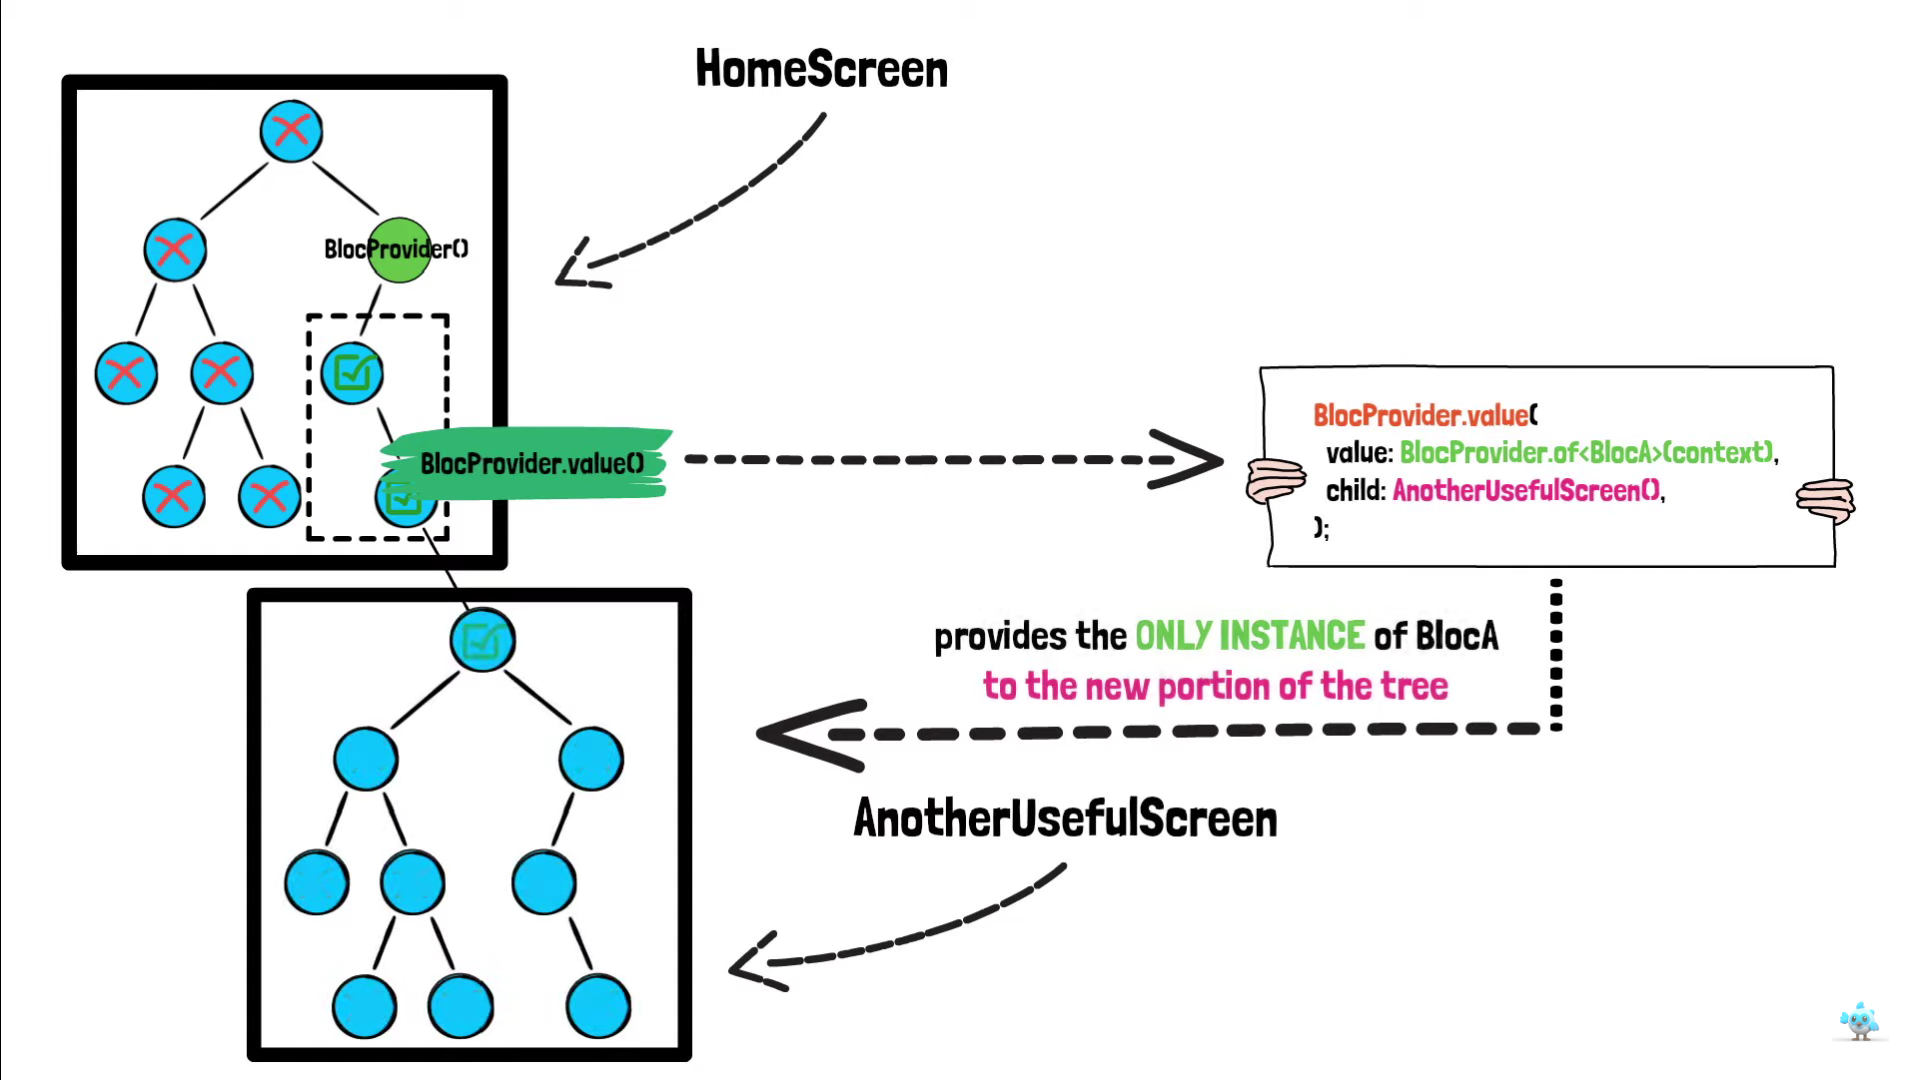 HomeScreen
BlocProvider()
BlocProvider.value()
BlocProvider.value(
value: BlocProvider.of<BlocA>(context),
child: AnotherUsefulScreen(),
);
provides the ONLY INSTANCE of BlocA
to the new portion of the tree
AnotherUsefulScreen